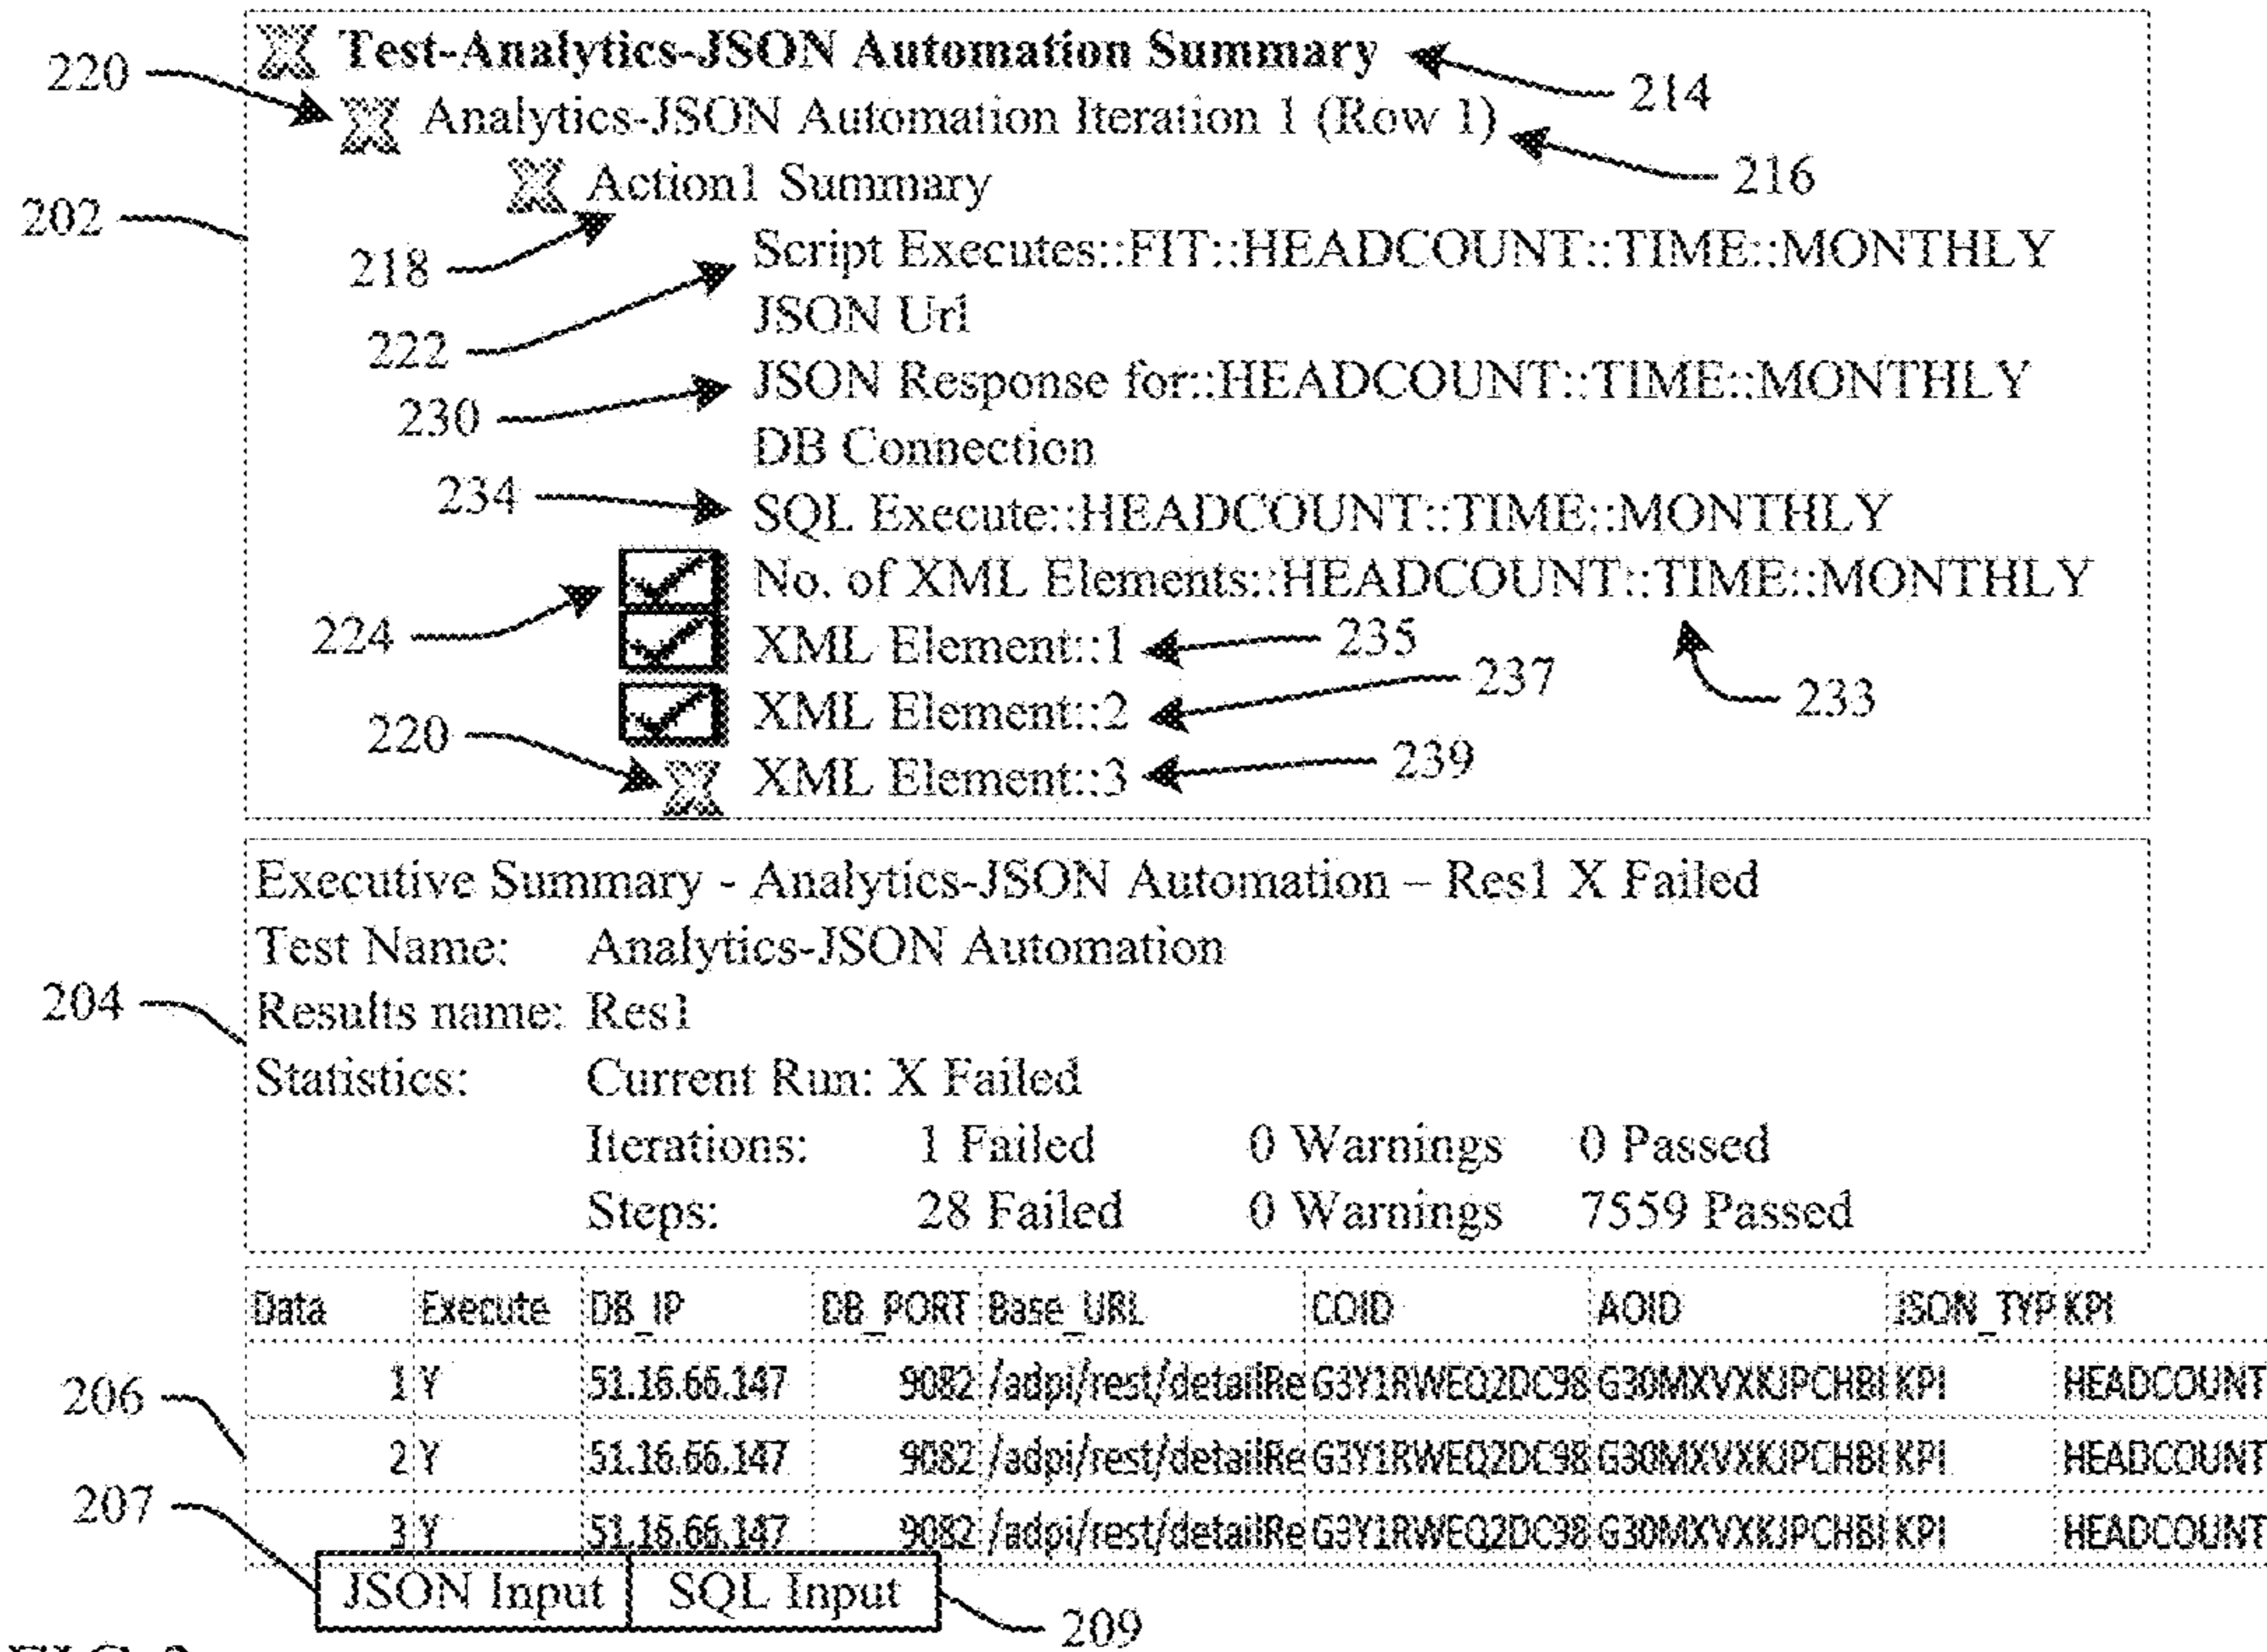 Test-Analytics-JSON Automation Summary
220
214
Analytics-JSON Automation Iteration 1 (Row 1)
216
Action1 Summary
202
218
Script Executes::FIT::HEADCOUNT::TIME::MONTHLY
JSON Url
222
JSON Response for::HEADCOUNT::TIME::MONTHLY
230
DB Connection
234
SQL Execute::HEADCOUNT::TIME::MONTHLY
No. of XML Elements::HEADCOUNT::TIME::MONTHLY
224
XML Element::1
235
237
233
XML Element::2
220
239
XML Element::3
Executive Summary - Analytics-JSON Automation – Res1 X Failed
Test Name: Analytics-JSON Automation
204
Results name: Res1
Statistics: Current Run: X Failed
Iterations: 1 Failed 0 Warnings 0 Passed
Steps: 28 Failed 0 Warnings 7559 Passed
Data Execute DB_IP DB_PORT Base_URL COID AOID JSON_TYP KPI
1 Y 51.16.66.147 9082 /adpi/rest/detailRe G3Y1RWEQ2DC98 G30MXVXKJPCHBI KPI HEADCOUNT
206
2 Y 51.16.66.147 9082 /adpi/rest/detailRe G3Y1RWEQ2DC98 G30MXVXKJPCHBI KPI HEADCOUNT
207
3 Y 51.16.66.147 9082 /adpi/rest/detailRe G3Y1RWEQ2DC98 G30MXVXKJPCHBI KPI HEADCOUNT
JSON Input SQL Input
209